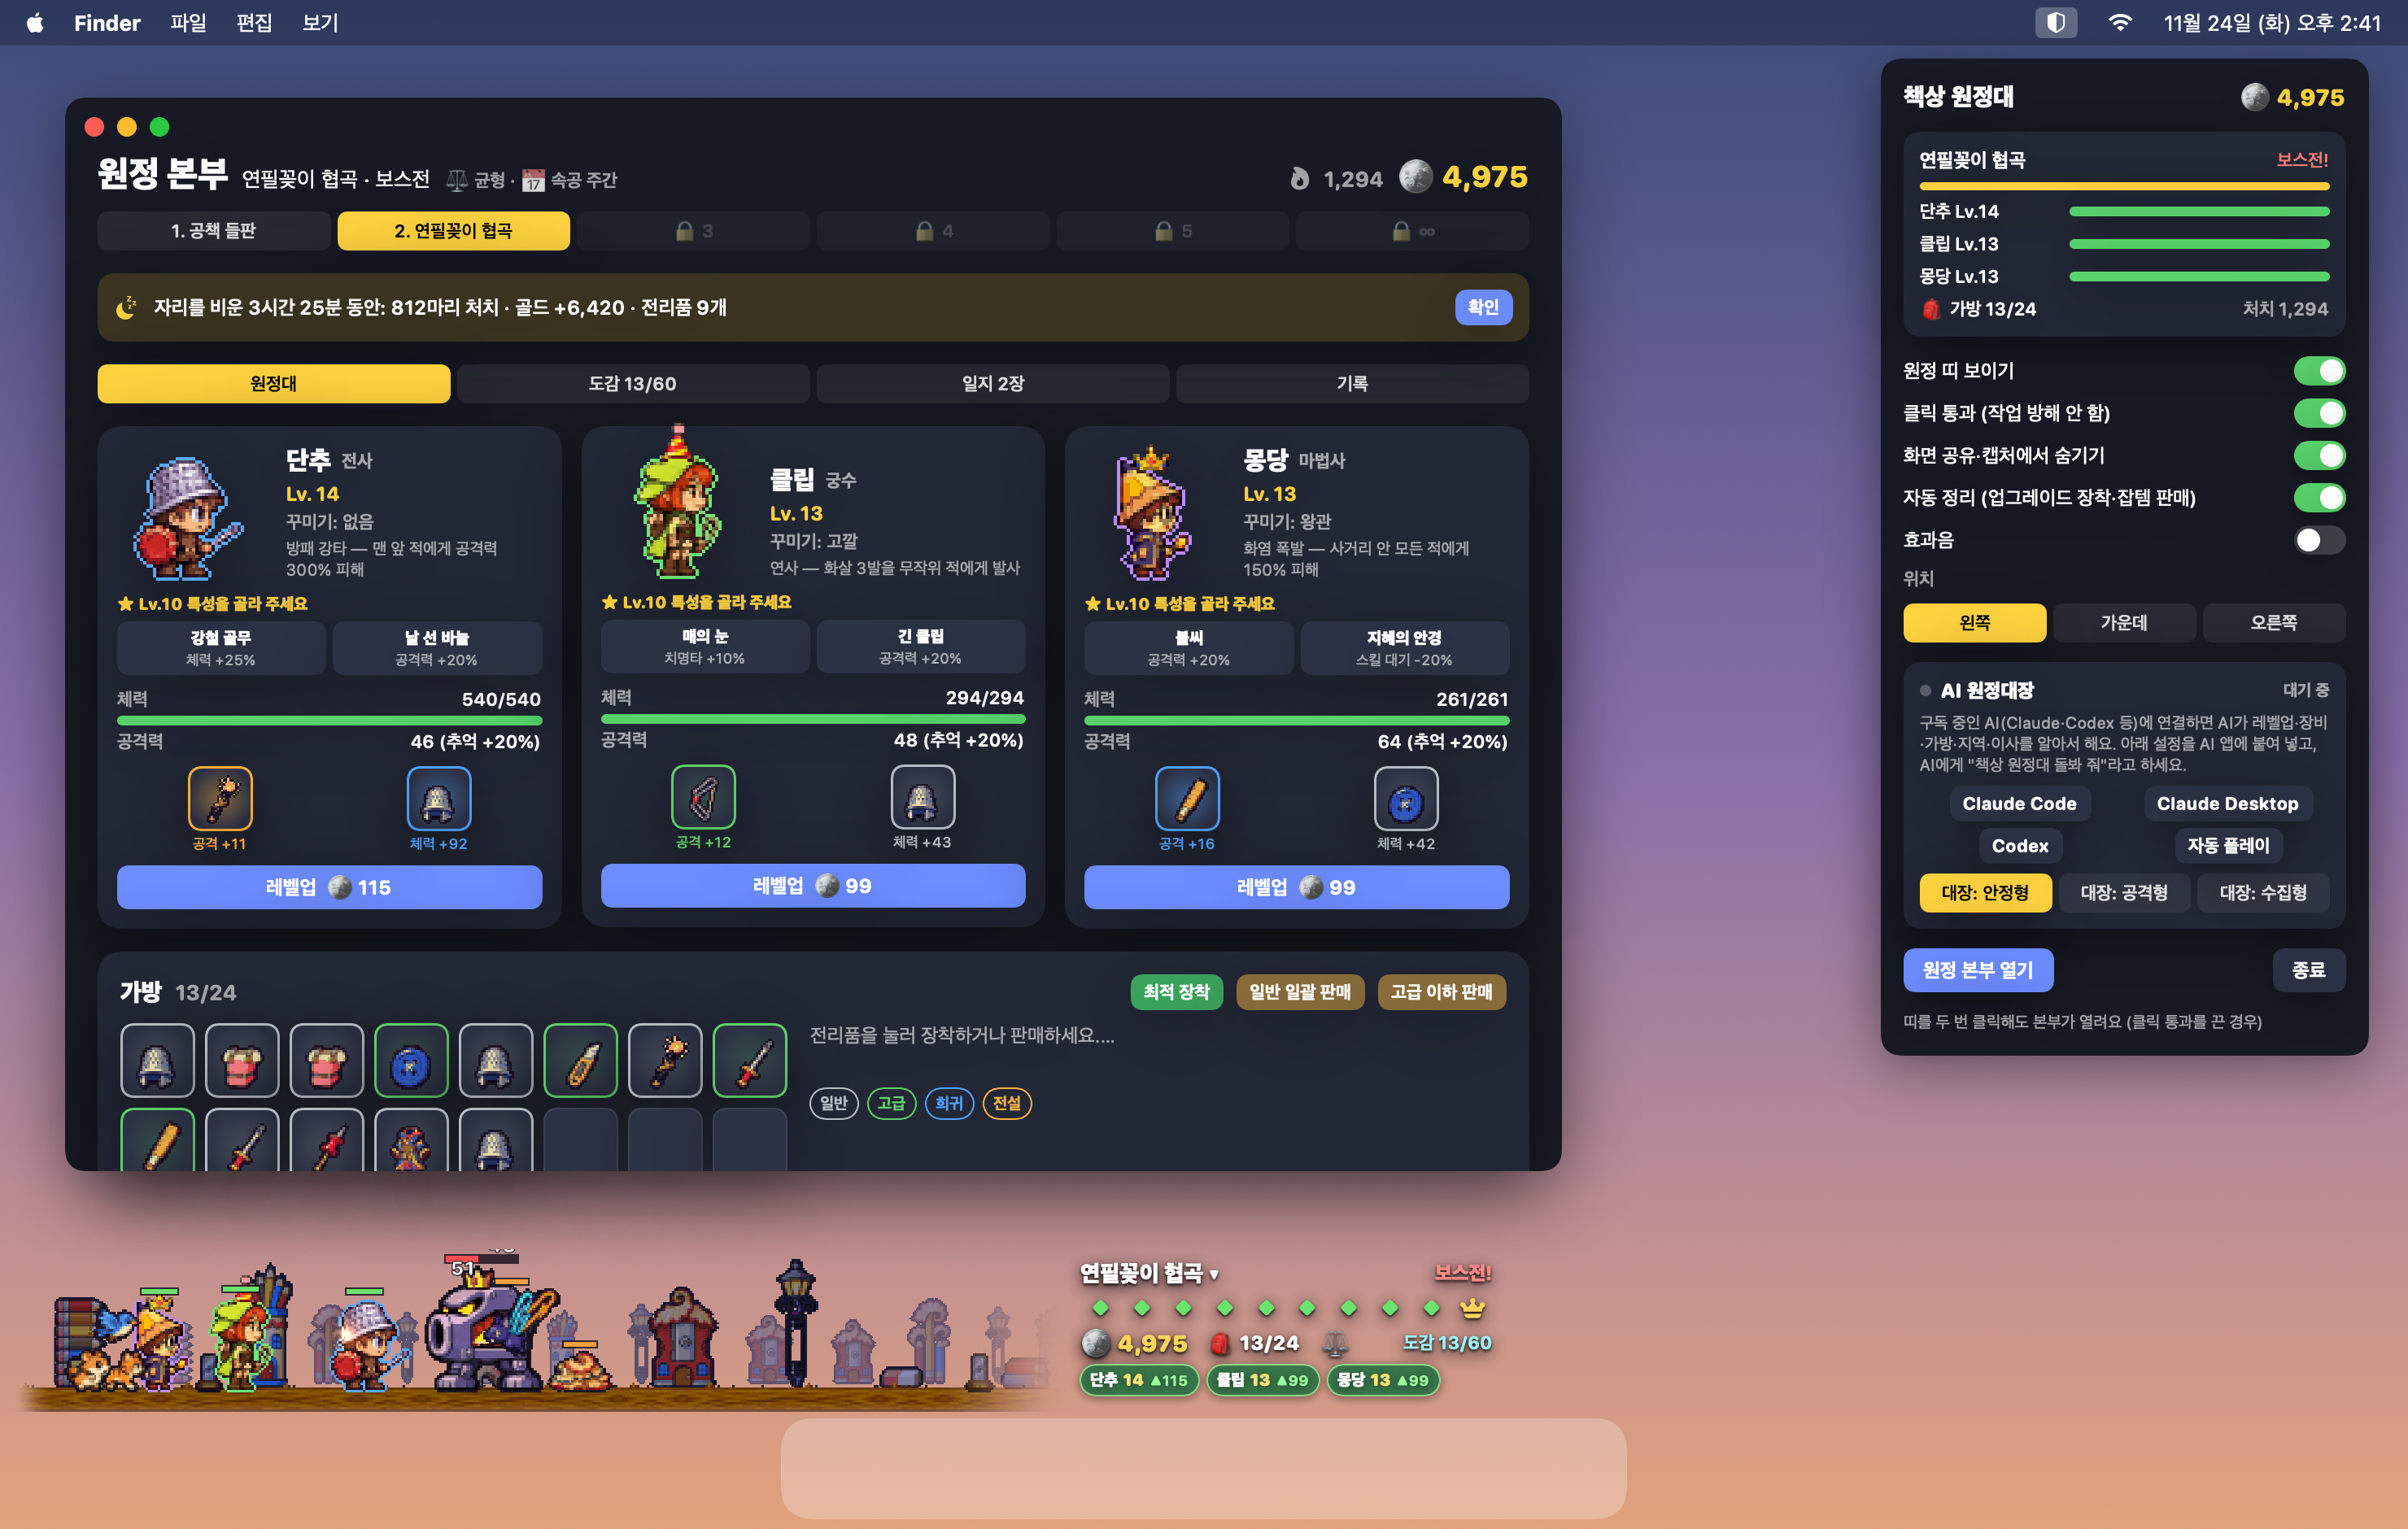 Finder 파일 편집 보기
11월 24일 (화) 오후 2:41
원정 본부 연필꽂이 협곡 · 보스전 균형 · 17 속공 주간
1,294 4,975
1. 공책 들판
2. 연필꽂이 협곡
3
4
5
∞
자리를 비운 3시간 25분 동안: 812마리 처치 · 골드 +6,420 · 전리품 9개
확인
원정대
도감 13/60
일지 2장
기록
단추 전사
Lv. 14
꾸미기: 없음
방패 강타 — 맨 앞 적에게 공격력
300% 피해
Lv.10 특성을 골라 주세요
강철 골무
체력 +25%
날 선 바늘
공격력 +20%
체력 540/540
공격력 46 (추억 +20%)
공격 +11
체력 +92
레벨업 115
클립 궁수
Lv. 13
꾸미기: 고깔
연사 — 화살 3발을 무작위 적에게 발사
Lv.10 특성을 골라 주세요
매의 눈
치명타 +10%
긴 클립
공격력 +20%
체력 294/294
공격력 48 (추억 +20%)
공격 +12
체력 +43
레벨업 99
몽당 마법사
Lv. 13
꾸미기: 왕관
화염 폭발 — 사거리 안 모든 적에게
150% 피해
Lv.10 특성을 골라 주세요
불씨
공격력 +20%
지혜의 안경
스킬 대기 -20%
체력 261/261
공격력 64 (추억 +20%)
공격 +16
체력 +42
레벨업 99
가방 13/24
최적 장착
일반 일괄 판매
고급 이하 판매
전리품을 눌러 장착하거나 판매하세요....
일반
고급
희귀
전설
책상 원정대 4,975
연필꽂이 협곡 보스전!
단추 Lv.14
클립 Lv.13
몽당 Lv.13
가방 13/24 처치 1,294
원정 띠 보이기
클릭 통과 (작업 방해 안 함)
화면 공유·캡처에서 숨기기
자동 정리 (업그레이드 장착·잡템 판매)
효과음
위치
왼쪽
가운데
오른쪽
AI 원정대장 대기 중
구독 중인 AI(Claude·Codex 등)에 연결하면 AI가 레벨업·장비
·가방·지역·이사를 알아서 해요. 아래 설정을 AI 앱에 붙여 넣고,
AI에게 "책상 원정대 돌봐 줘"라고 하세요.
Claude Code
Claude Desktop
Codex
자동 플레이
대장: 안정형
대장: 공격형
대장: 수집형
원정 본부 열기
종료
띠를 두 번 클릭해도 본부가 열려요 (클릭 통과를 끈 경우)
51
연필꽂이 협곡 ▾ 보스전!
4,975 13/24 도감 13/60
단추 14 ▲115
클립 13 ▲99
몽당 13 ▲99